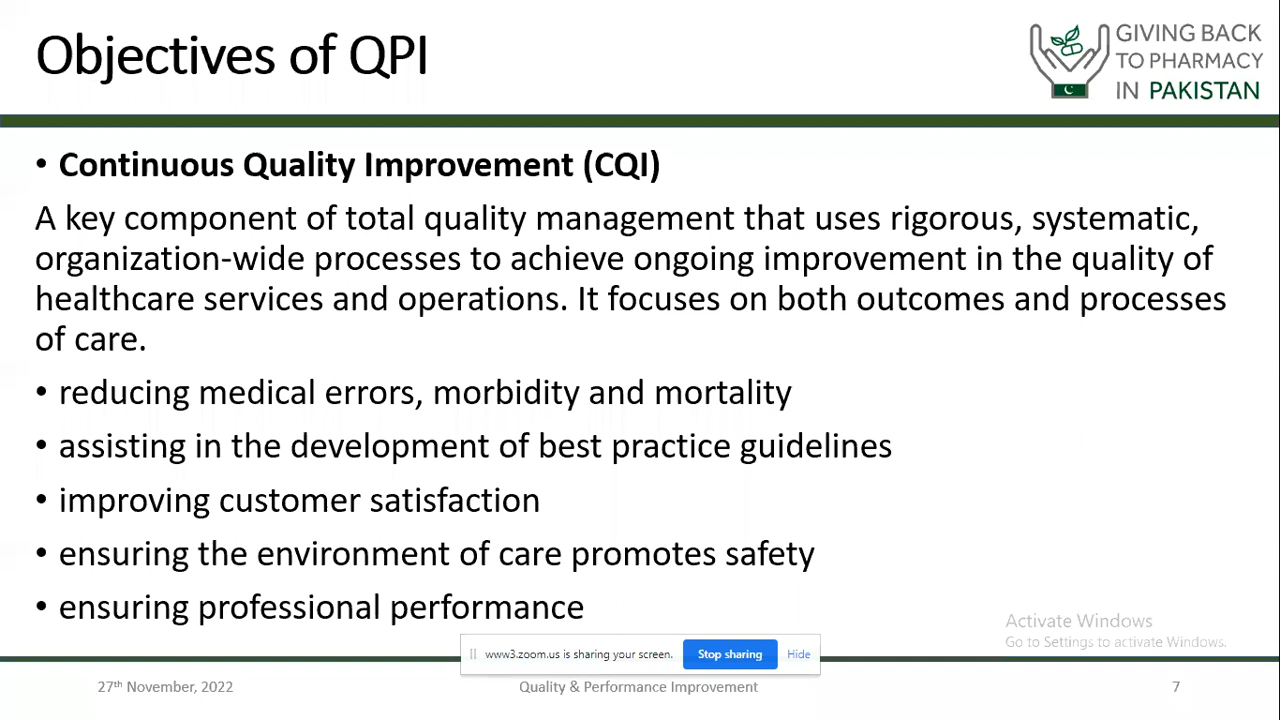 Objectives of QPI
GIVING BACK
TO PHARMACY
IN PAKISTAN
• Continuous Quality Improvement (CQI)
A key component of total quality management that uses rigorous, systematic,
organization-wide processes to achieve ongoing improvement in the quality of
healthcare services and operations. It focuses on both outcomes and processes
of care.
• reducing medical errors, morbidity and mortality
• assisting in the development of best practice guidelines
• improving customer satisfaction
• ensuring the environment of care promotes safety
• ensuring professional performance
Activate Windows
Go to Settings to activate Windows.
www3.zoom.us is sharing your screen. Stop sharing Hide
27th November, 2022 Quality & Performance Improvement 7